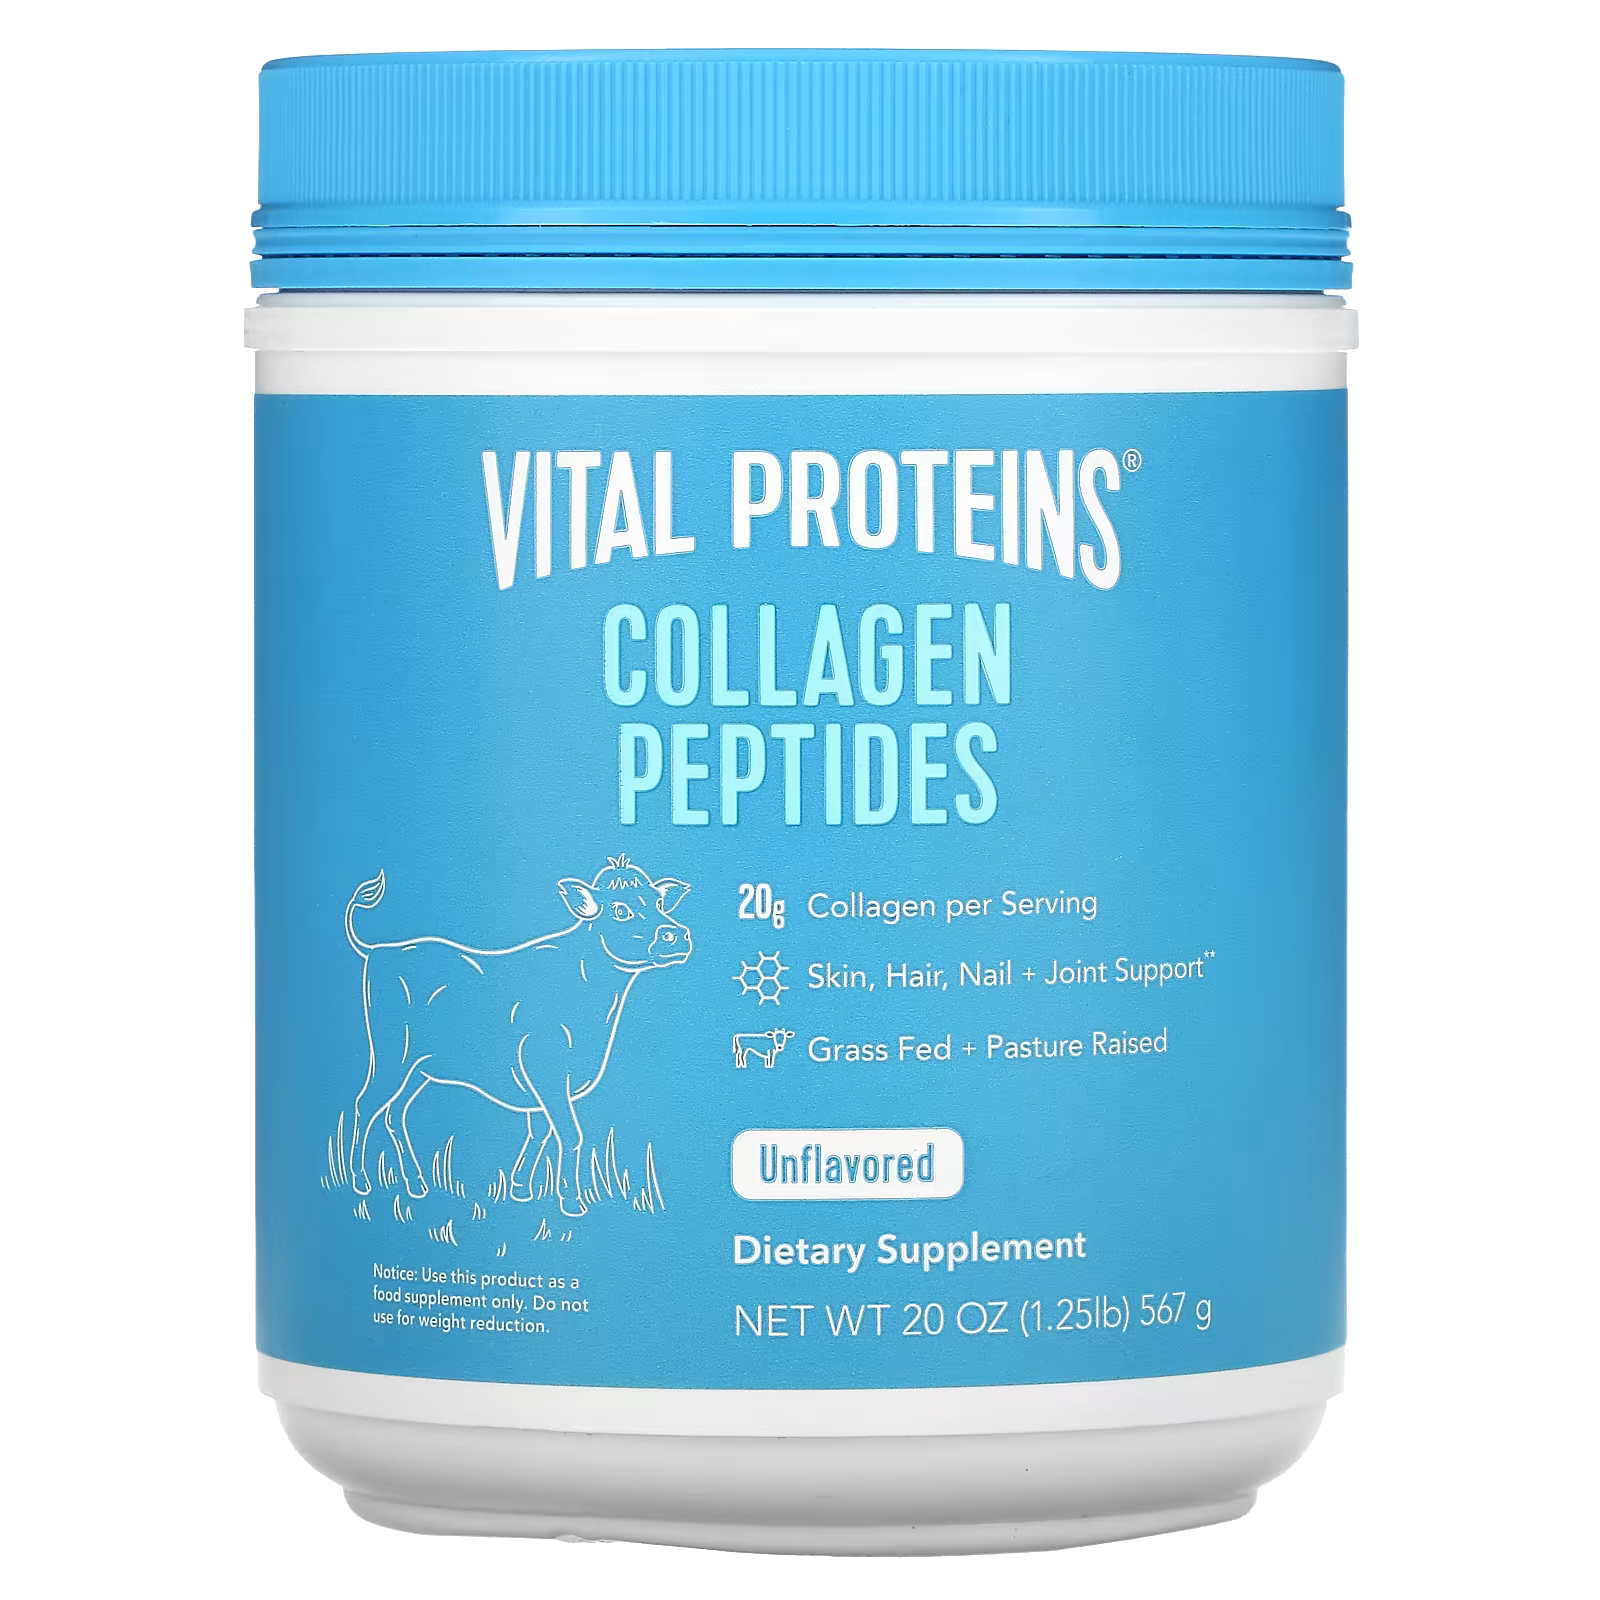 VITAL PROTEINS®
COLLAGEN
PEPTIDES
20g Collagen per Serving
Skin, Hair, Nail + Joint Support**
Grass Fed + Pasture Raised
Unflavored
Dietary Supplement
NET WT 20 OZ (1.25lb) 567 g
Notice: Use this product as a
food supplement only. Do not
use for weight reduction.